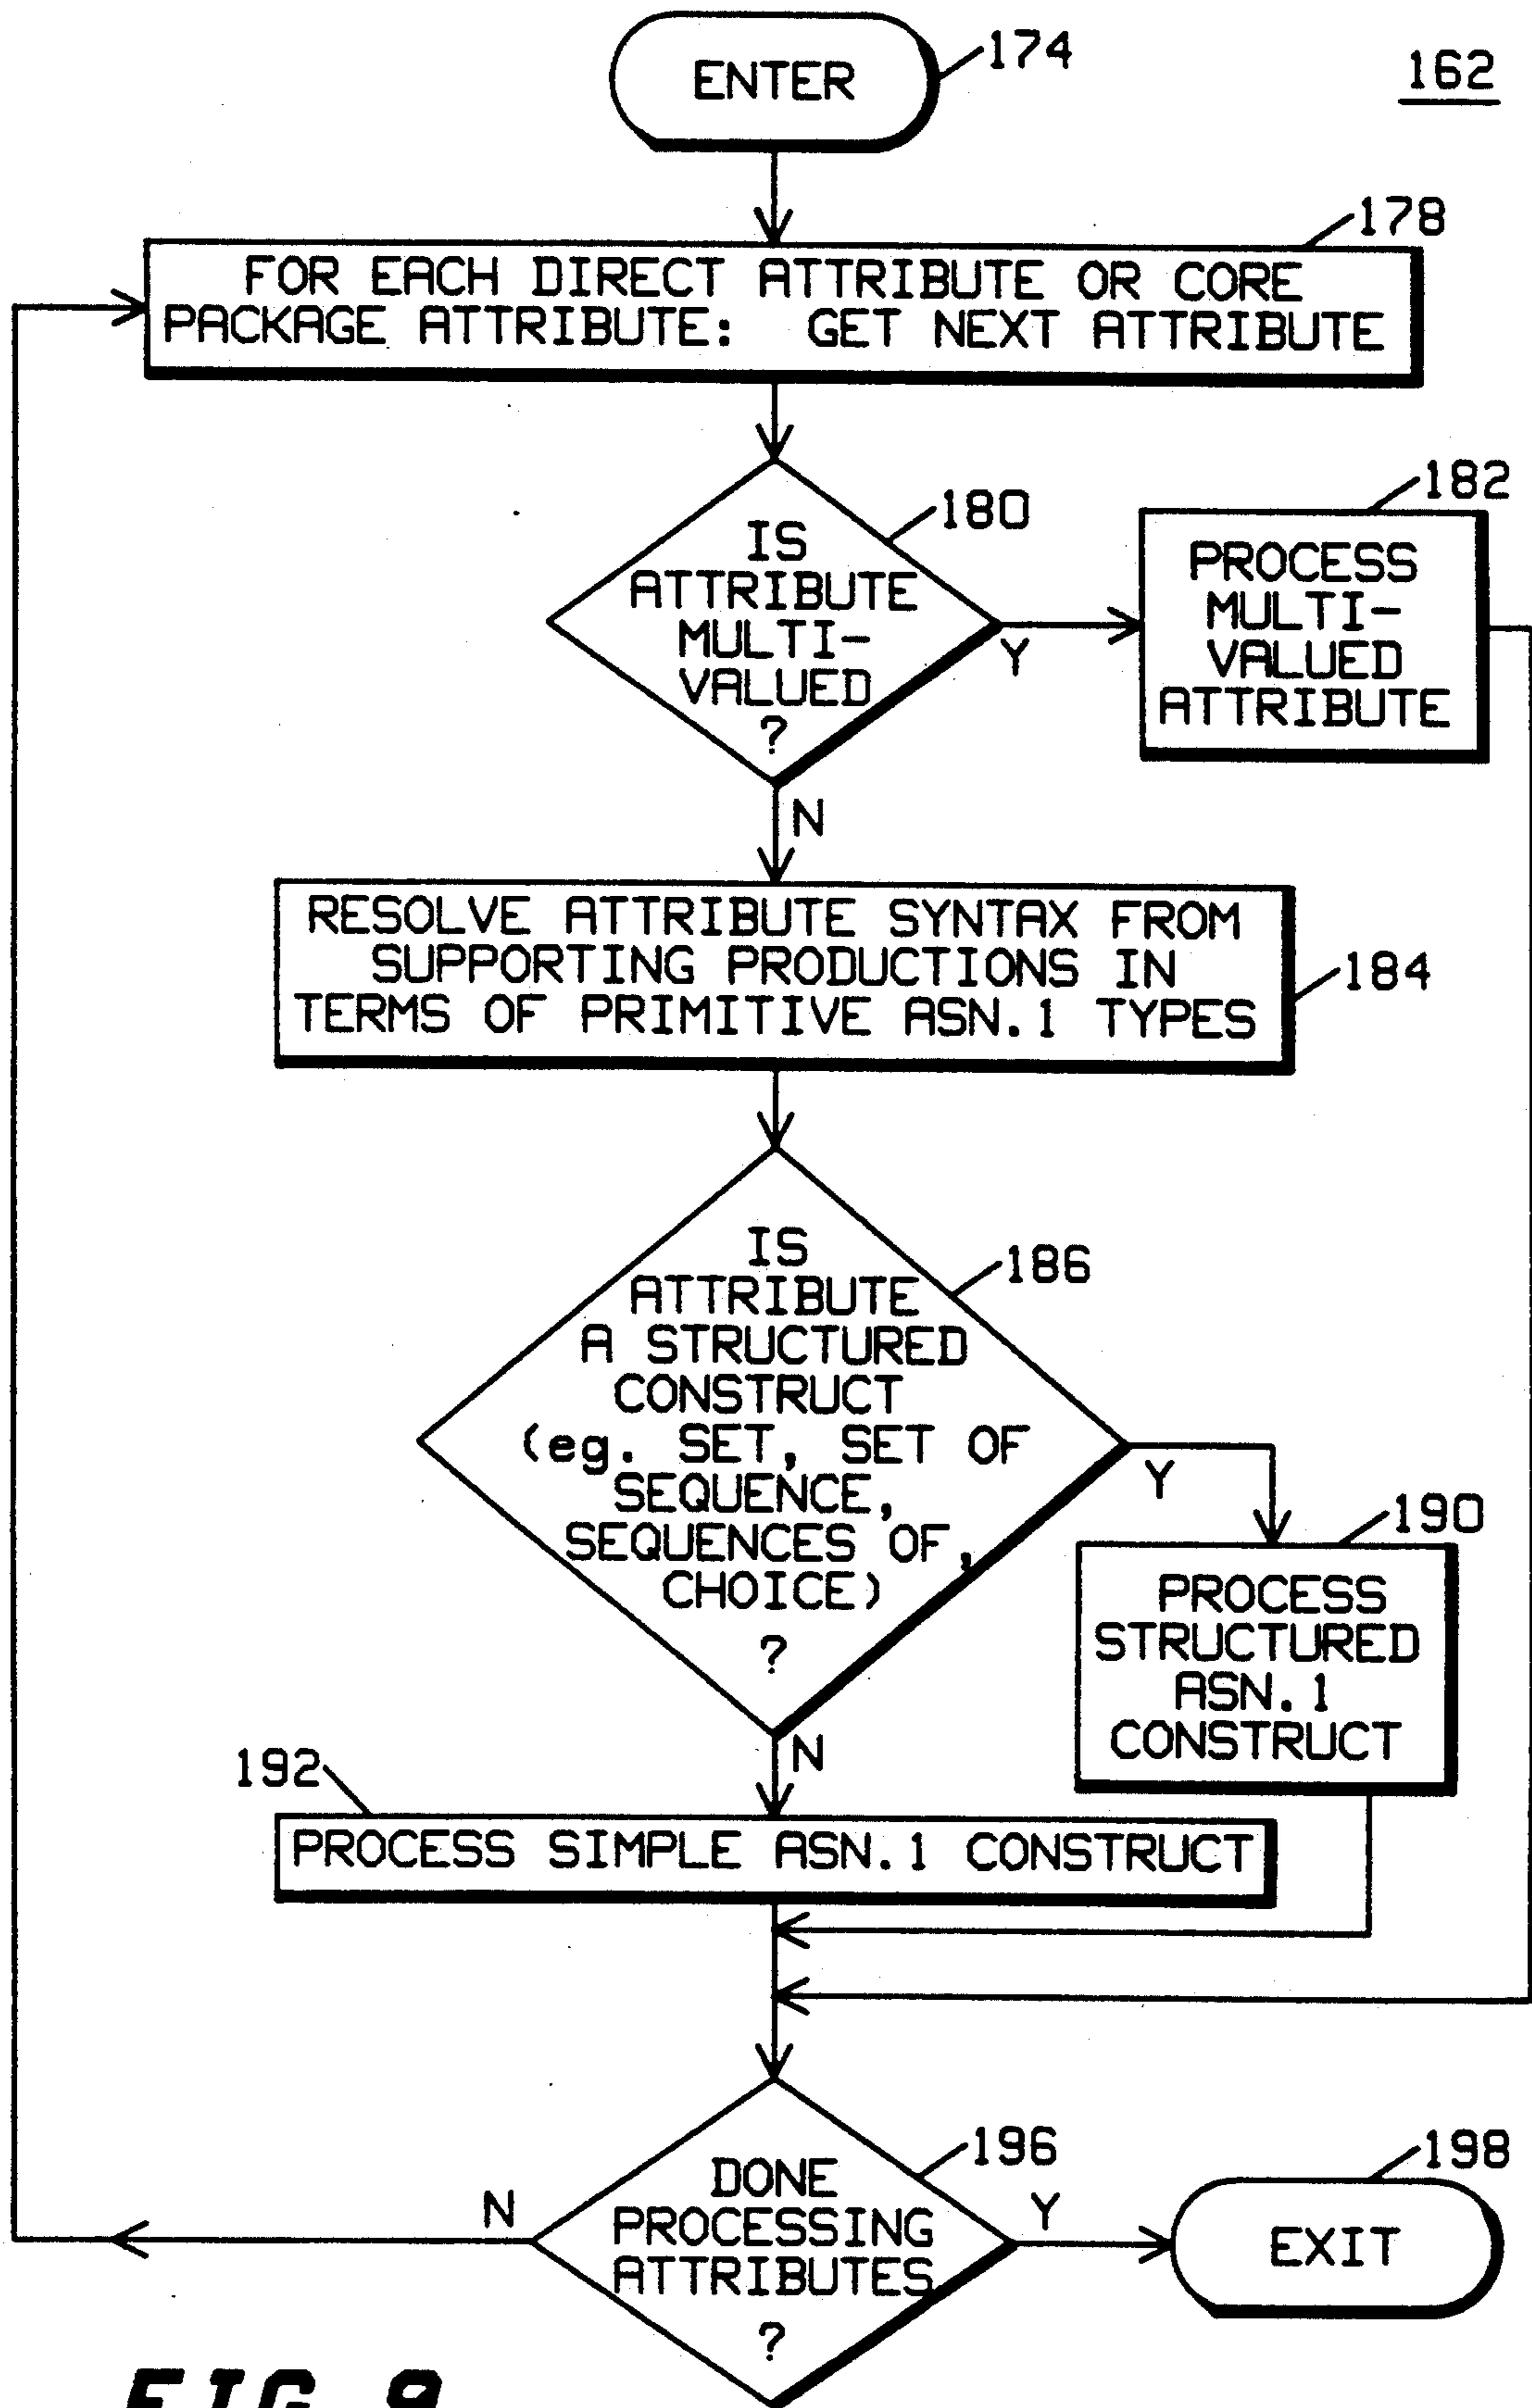 ENTER
174
162
178
FOR EACH DIRECT ATTRIBUTE OR CORE
PACKAGE ATTRIBUTE: GET NEXT ATTRIBUTE
180
IS
ATTRIBUTE
MULTI-
VALUED
?
Y
182
PROCESS
MULTI-
VALUED
ATTRIBUTE
N
RESOLVE ATTRIBUTE SYNTAX FROM
SUPPORTING PRODUCTIONS IN
TERMS OF PRIMITIVE ASN.1 TYPES
184
IS
ATTRIBUTE
A STRUCTURED
CONSTRUCT
(eg. SET, SET OF
SEQUENCE,
SEQUENCES OF,
CHOICE)
?
186
Y
190
PROCESS
STRUCTURED
ASN.1
CONSTRUCT
N
192
PROCESS SIMPLE ASN.1 CONSTRUCT
196
DONE
PROCESSING
ATTRIBUTES
?
N
Y
198
EXIT
FIG. 9